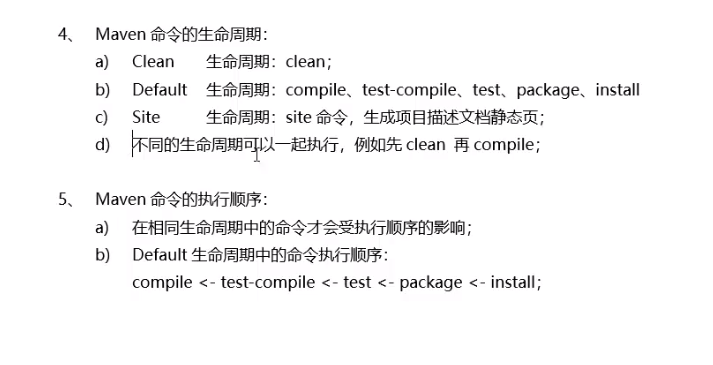 4、 Maven 命令的生命周期：
a) Clean 生命周期：clean；
b) Default 生命周期：compile、test-compile、test、package、install
c) Site 生命周期：site 命令，生成项目描述文档静态页；
d) 不同的生命周期可以一起执行，例如先 clean 再 compile；
5、 Maven 命令的执行顺序：
a) 在相同生命周期中的命令才会受执行顺序的影响；
b) Default 生命周期中的命令执行顺序：
compile <- test-compile <- test <- package <- install；